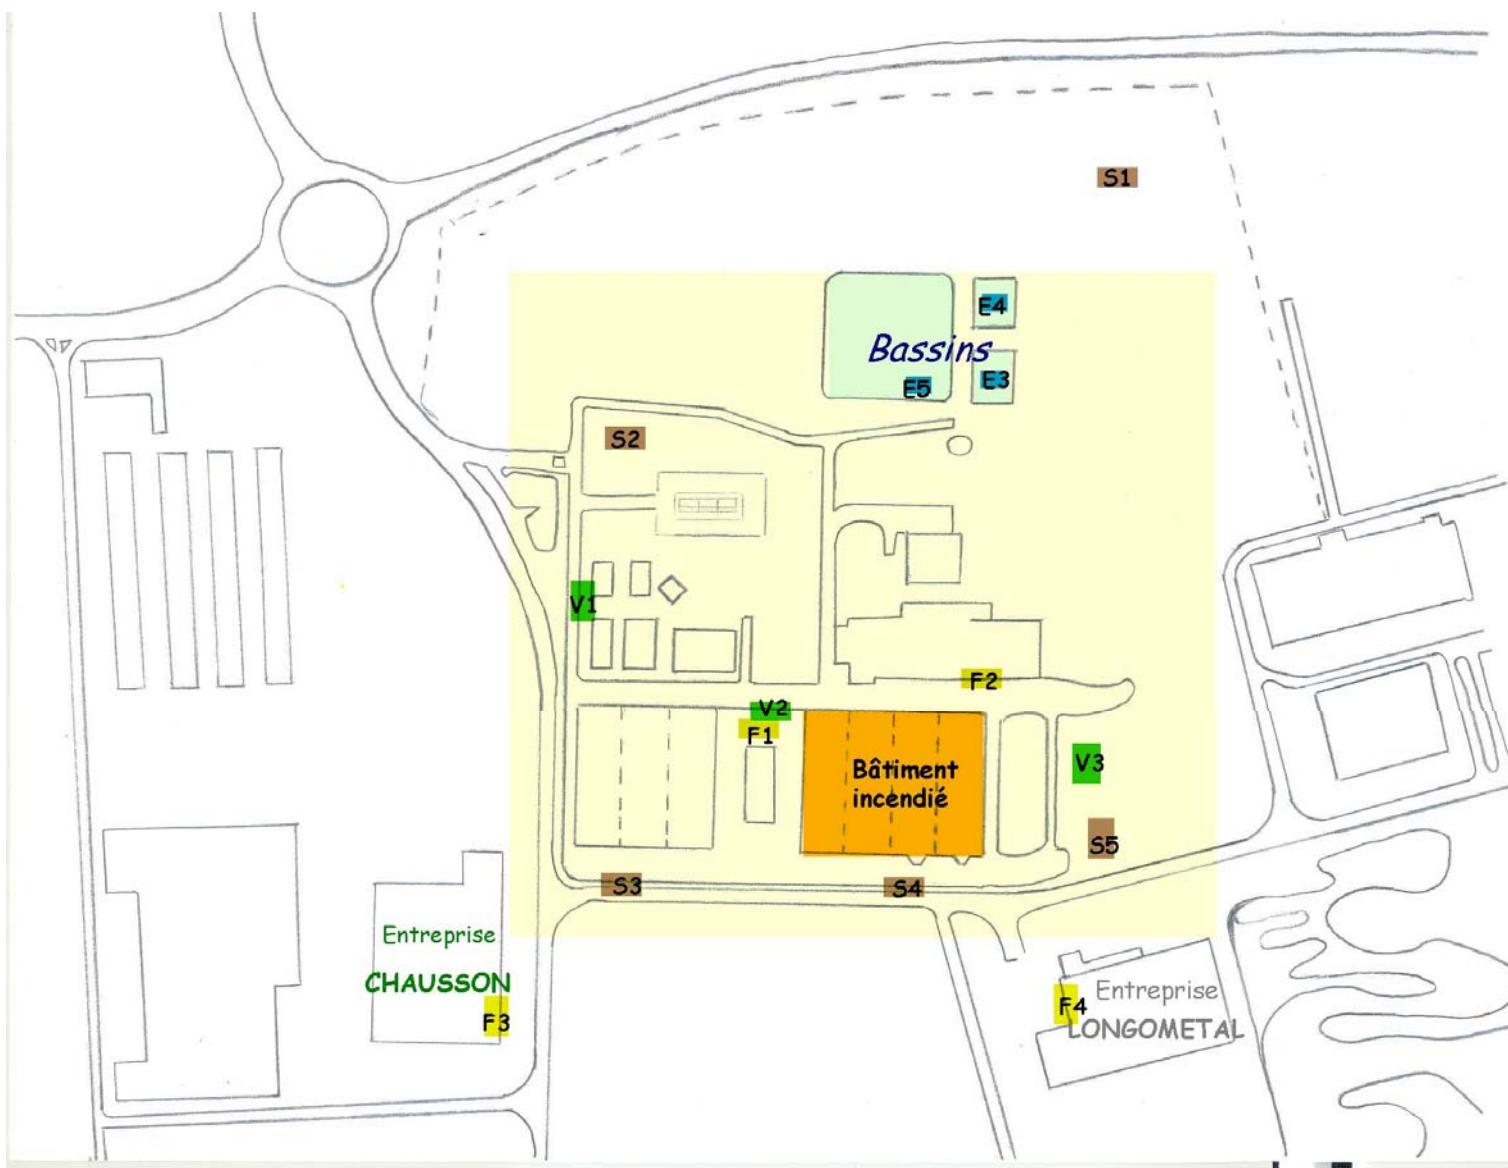 S1
E4
Bassins
E3
E5
S2
V1
F2
V2
F1
Bâtiment
incendié
V3
S5
S3
S4
Entreprise
CHAUSSON
F3
Entreprise
F4
LONGOMETAL